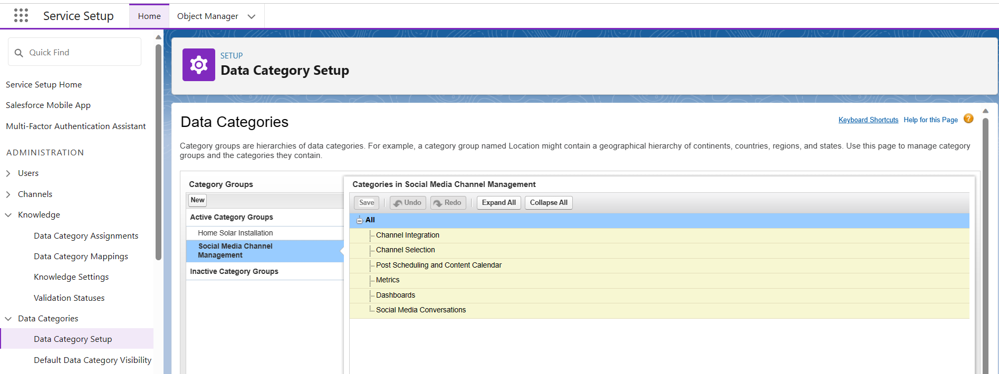 Service Setup
Home
Object Manager
Quick Find
Service Setup Home
Salesforce Mobile App
Multi-Factor Authentication Assistant
ADMINISTRATION
Users
Channels
Knowledge
Data Category Assignments
Data Category Mappings
Knowledge Settings
Validation Statuses
Data Categories
Data Category Setup
Default Data Category Visibility
SETUP
Data Category Setup
Data Categories
Keyboard Shortcuts
Help for this Page
?
Category groups are hierarchies of data categories. For example, a category group named Location might contain a geographical hierarchy of continents, countries, regions, and states. Use this page to manage category
groups and the categories they contain.
Category Groups
New
Active Category Groups
Home Solar Installation
Social Media Channel
Management
Inactive Category Groups
Categories in Social Media Channel Management
Save
Undo
Redo
Expand All
Collapse All
All
Channel Integration
Channel Selection
Post Scheduling and Content Calendar
Metrics
Dashboards
Social Media Conversations